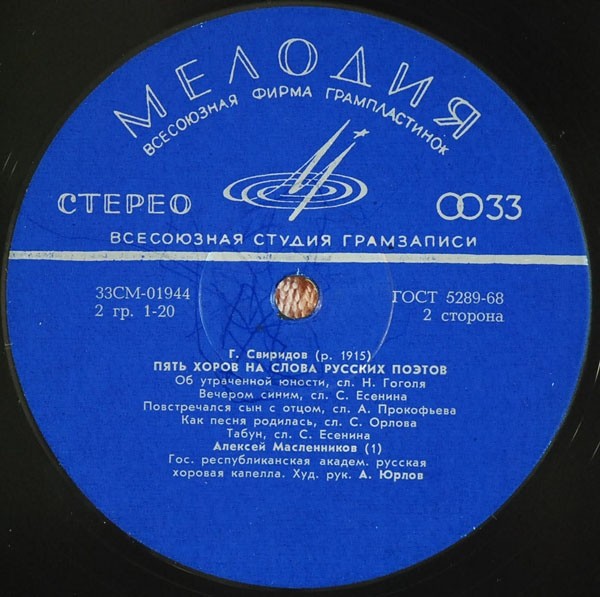 МЕЛОДИЯ
ВСЕСОЮЗНАЯ ФИРМА ГРАМПЛАСТИНОК
СТЕРЕО
33
ВСЕСОЮЗНАЯ СТУДИЯ ГРАМЗАПИСИ
33СМ-01944
ГОСТ 5289-68
2 гр. 1-20
2 сторона
Г. Свиридов (р. 1915)
ПЯТЬ ХОРОВ НА СЛОВА РУССКИХ ПОЭТОВ
Об утраченной юности, сл. Н. Гоголя
Вечером синим, сл. С. Есенина
Повстречался сын с отцом, сл. А. Прокофьева
Как песня родилась, сл. С. Орлова
Табун, сл. С. Есенина
Алексей Масленников (1)
Гос. республиканская академ. русская
хоровая капелла. Худ. рук. А. Юрлов